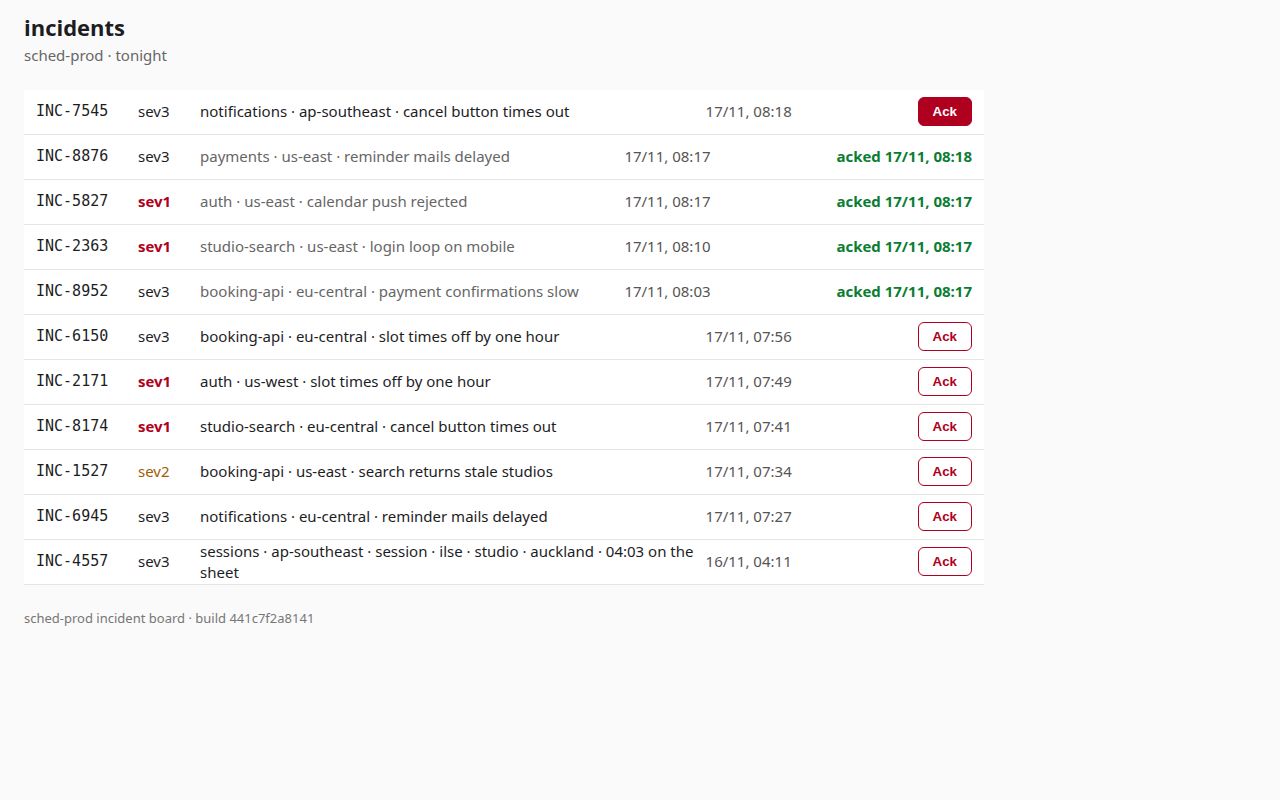 incidents
sched-prod · tonight
INC-7545 sev3 notifications · ap-southeast · cancel button times out 17/11, 08:18 Ack
INC-8876 sev3 payments · us-east · reminder mails delayed 17/11, 08:17 acked 17/11, 08:18
INC-5827 sev1 auth · us-east · calendar push rejected 17/11, 08:17 acked 17/11, 08:17
INC-2363 sev1 studio-search · us-east · login loop on mobile 17/11, 08:10 acked 17/11, 08:17
INC-8952 sev3 booking-api · eu-central · payment confirmations slow 17/11, 08:03 acked 17/11, 08:17
INC-6150 sev3 booking-api · eu-central · slot times off by one hour 17/11, 07:56 Ack
INC-2171 sev1 auth · us-west · slot times off by one hour 17/11, 07:49 Ack
INC-8174 sev1 studio-search · eu-central · cancel button times out 17/11, 07:41 Ack
INC-1527 sev2 booking-api · us-east · search returns stale studios 17/11, 07:34 Ack
INC-6945 sev3 notifications · eu-central · reminder mails delayed 17/11, 07:27 Ack
INC-4557 sev3 sessions · ap-southeast · session · ilse · studio · auckland · 04:03 on the 16/11, 04:11 Ack
sheet
sched-prod incident board · build 441c7f2a8141